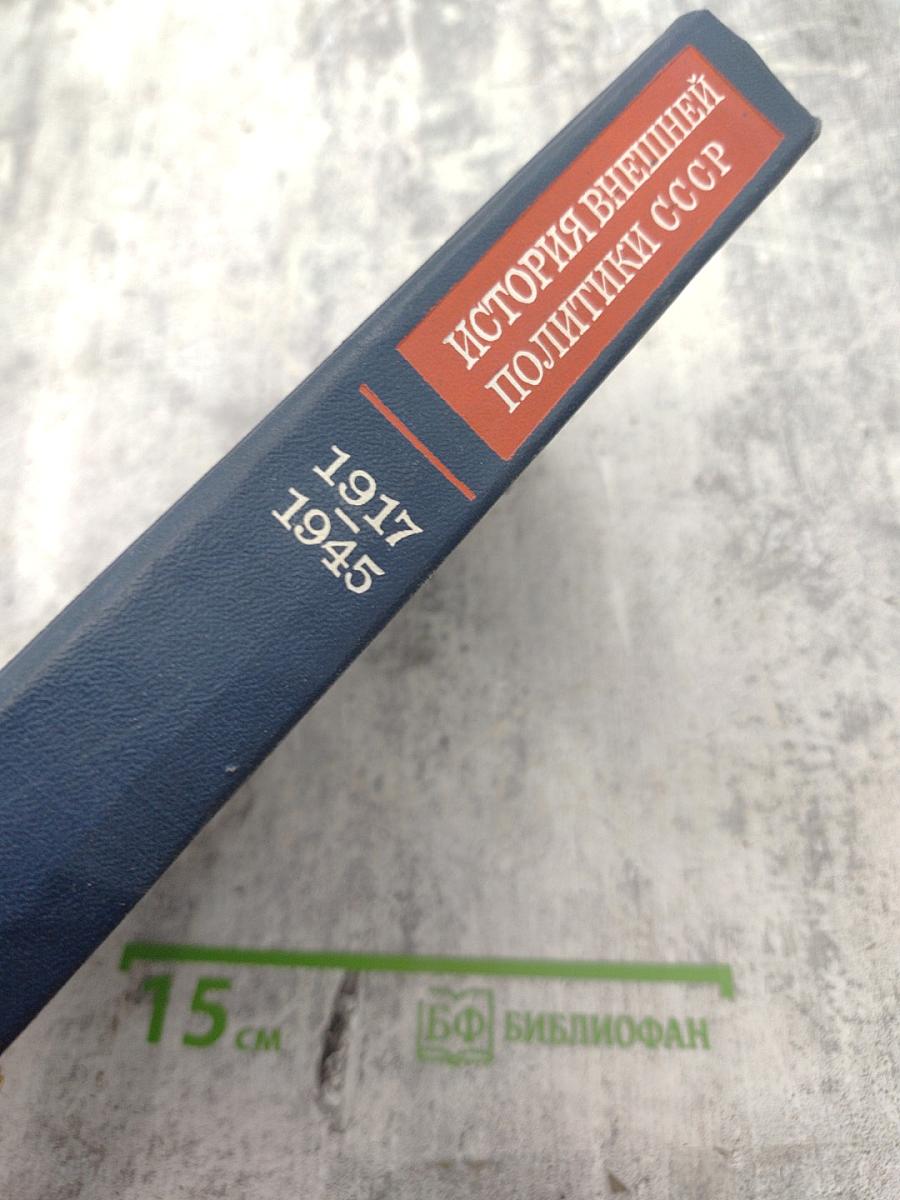 ИСТОРИЯ ВНЕШНЕЙ
ПОЛИТИКИ СССР
1917
–
1945
15 см
БФ БИБЛИОФАН